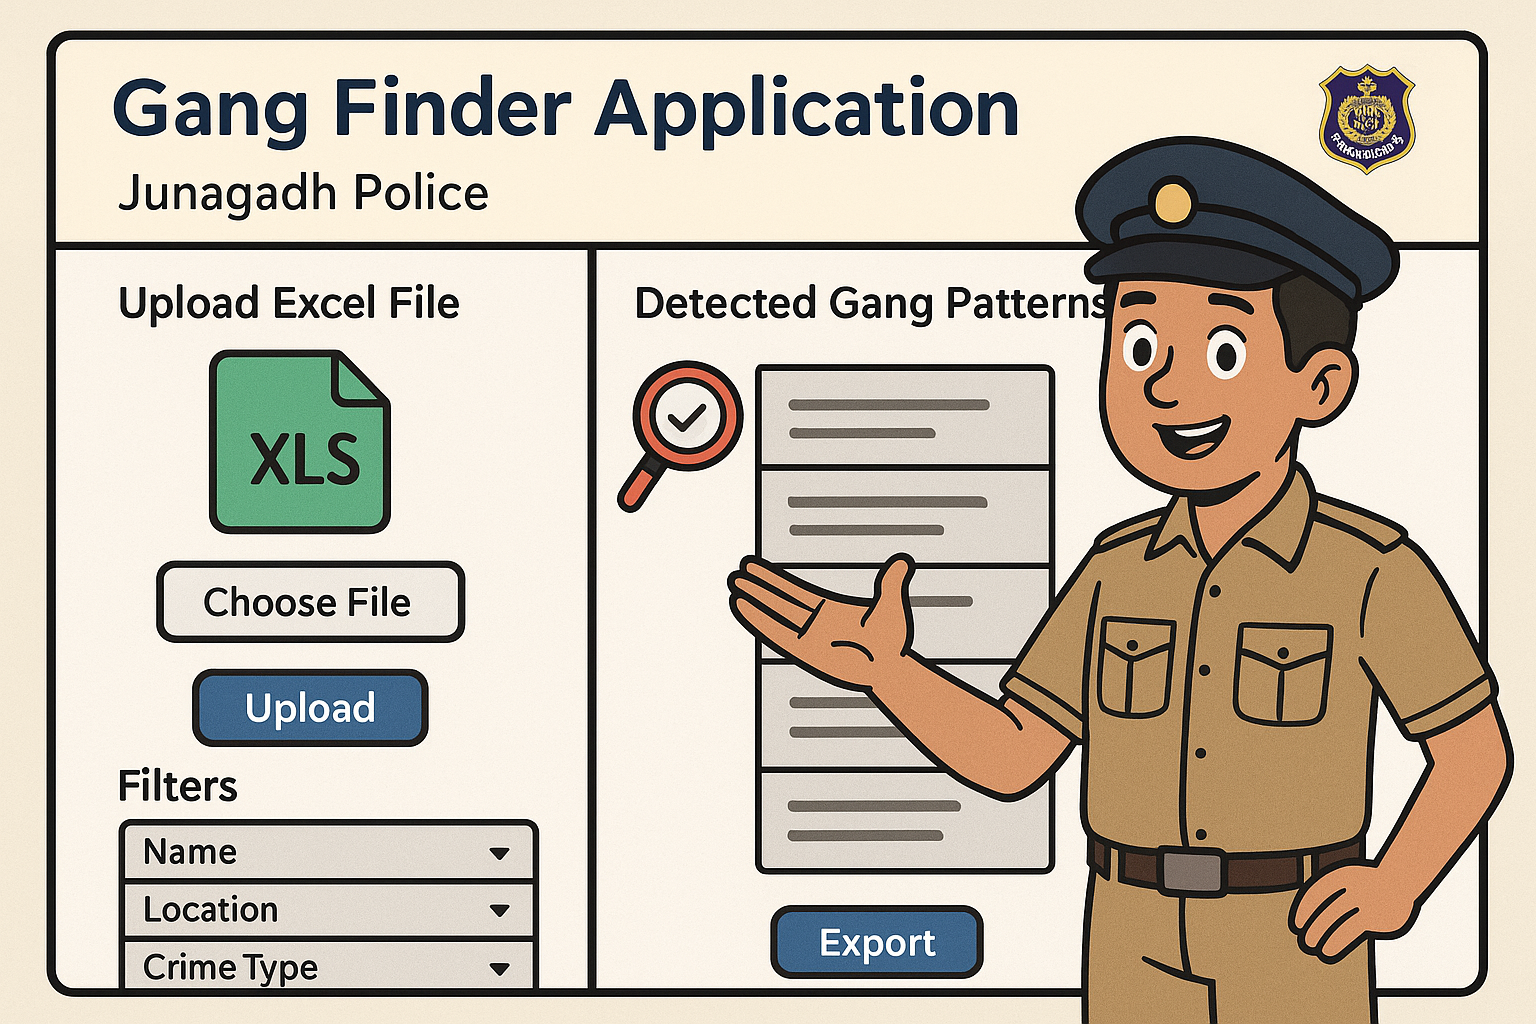 Gang Finder Application
Junagadh Police
Upload Excel File
XLS
Choose File
Upload
Filters
Name
Location
Crime Type
Detected Gang Patterns
Export